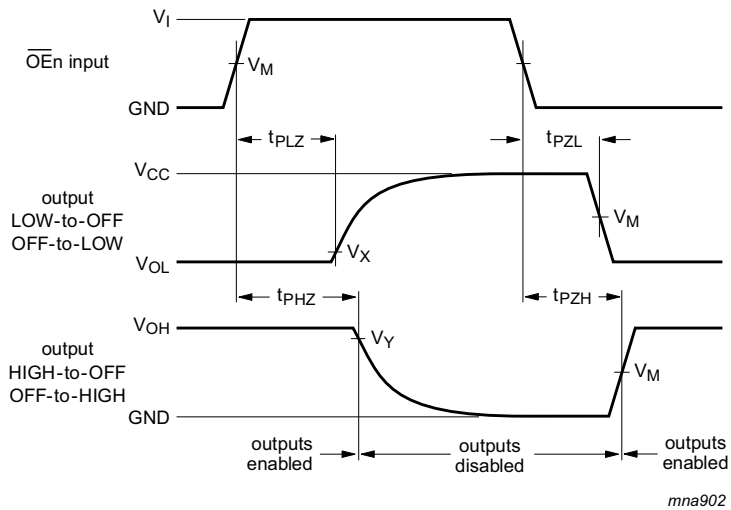 V_I
OEn input
V_M
GND
t_PLZ
t_PZL
V_CC
output
LOW-to-OFF
OFF-to-LOW
V_M
V_X
V_OL
t_PHZ
t_PZH
V_OH
V_Y
output
HIGH-to-OFF
OFF-to-HIGH
V_M
GND
outputs
enabled
outputs
disabled
outputs
enabled
mna902